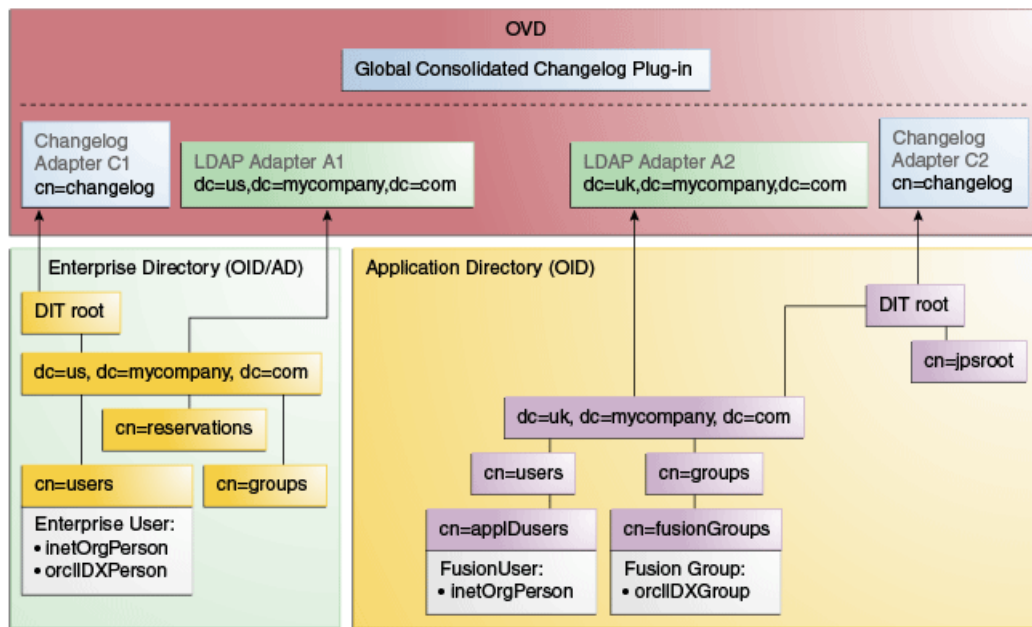 OVD
Global Consolidated Changelog Plug-in
Changelog
Adapter C1
cn=changelog
LDAP Adapter A1
dc=us,dc=mycompany,dc=com
LDAP Adapter A2
dc=uk,dc=mycompany,dc=com
Changelog
Adapter C2
cn=changelog
Enterprise Directory (OID/AD)
DIT root
dc=us, dc=mycompany, dc=com
cn=reservations
cn=users
cn=groups
Enterprise User:
• inetOrgPerson
• orclIDXPerson
Application Directory (OID)
DIT root
cn=jpsroot
dc=uk, dc=mycompany, dc=com
cn=users
cn=groups
cn=appIDusers
cn=fusionGroups
FusionUser:
• inetOrgPerson
Fusion Group:
• orclIDXGroup